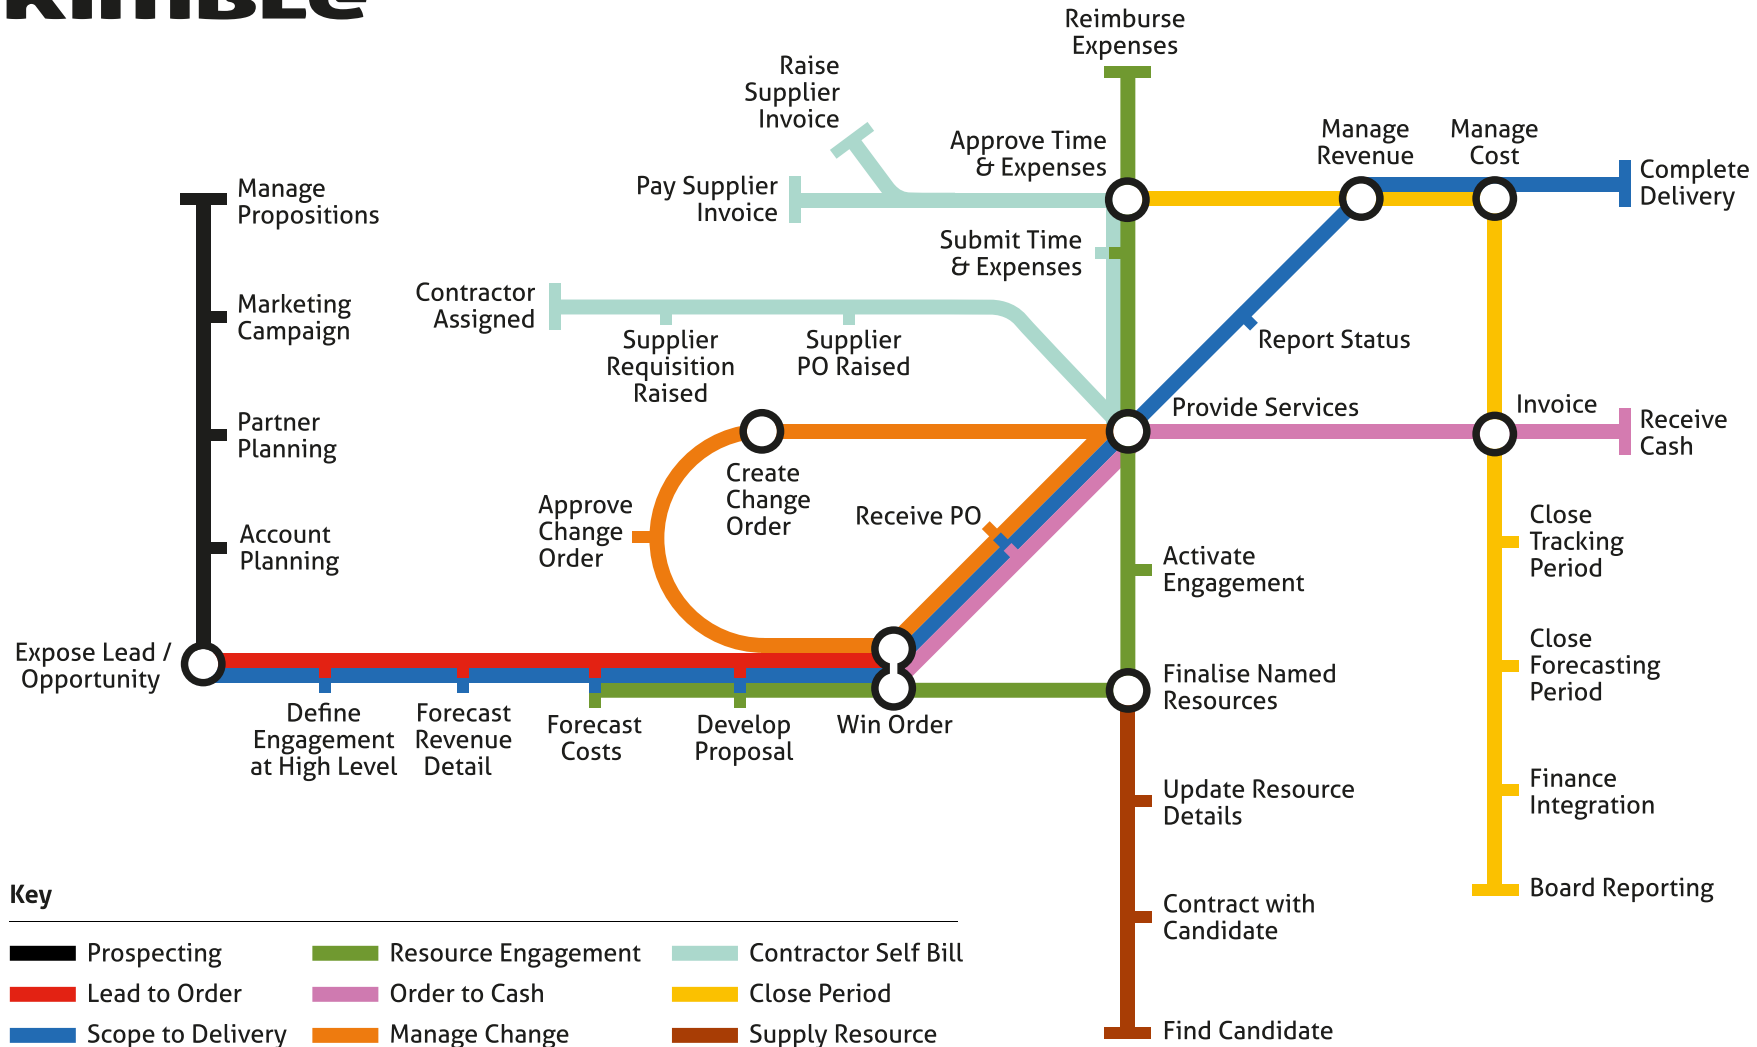 KIMBLE
Reimburse
Expenses
Raise
Supplier
Invoice
Approve Time
& Expenses
Manage
Revenue
Manage
Cost
Complete
Delivery
Manage
Propositions
Pay Supplier
Invoice
Submit Time
& Expenses
Marketing
Campaign
Contractor
Assigned
Supplier
Requisition
Raised
Supplier
PO Raised
Report Status
Partner
Planning
Provide Services
Invoice
Receive
Cash
Create
Change
Order
Approve
Change
Order
Receive PO
Account
Planning
Activate
Engagement
Close
Tracking
Period
Expose Lead /
Opportunity
Close
Forecasting
Period
Finalise Named
Resources
Define
Engagement
at High Level
Forecast
Revenue
Detail
Forecast
Costs
Develop
Proposal
Win Order
Update Resource
Details
Finance
Integration
Contract with
Candidate
Board Reporting
Find Candidate
Key
Prospecting
Resource Engagement
Contractor Self Bill
Lead to Order
Order to Cash
Close Period
Scope to Delivery
Manage Change
Supply Resource